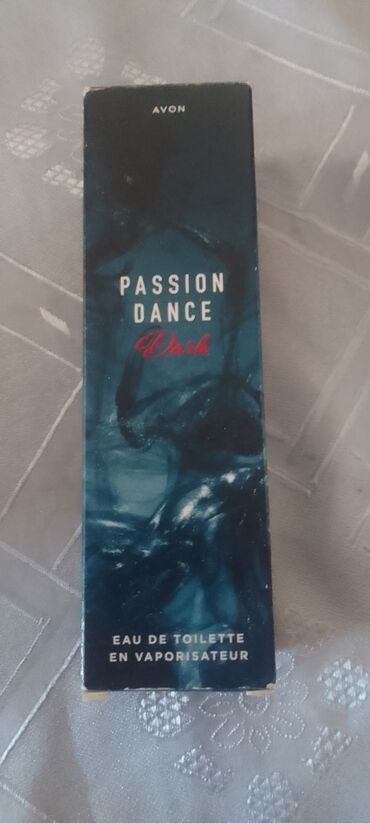 AVON
PASSION
DANCE
Dark
EAU DE TOILETTE
EN VAPORISATEUR